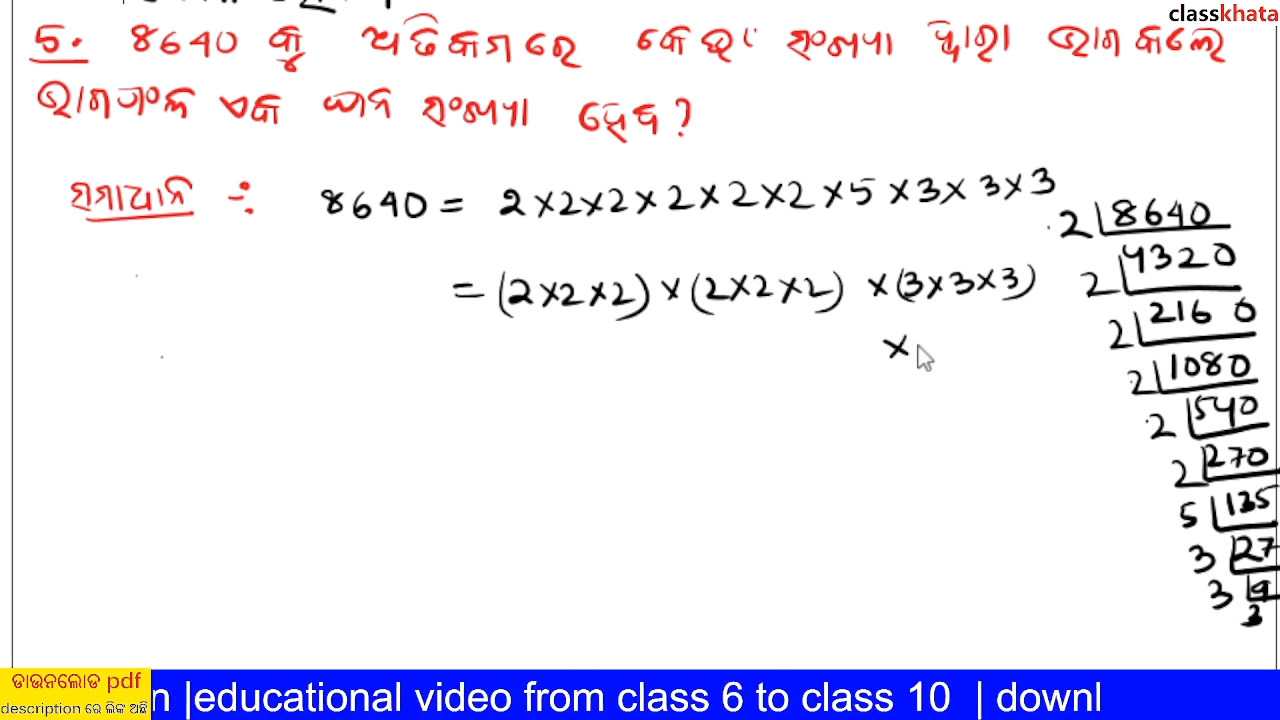 classkhata
5. 8640 କୁ ଅତିକମରେ କେଉଁ ସଂଖ୍ୟା ଦ୍ୱାରା ଭାଗକଲେ
ଭାଗଫଳ ଏକ ଘନ ସଂଖ୍ୟା ହେବ?
ସମାଧାନ ÷ 8640 = 2×2×2×2×2×2×5×3×3×3
= (2×2×2)×(2×2×2) ×(3×3×3)
×
2 8640
2 4320
2 2160
2 1080
2 540
2 270
5 135
3 27
3 9
3
ଡାଉନଲୋଡ pdf
description ରେ ଲିଙ୍କ ଅଛି
n |educational video from class 6 to class 10 | downl